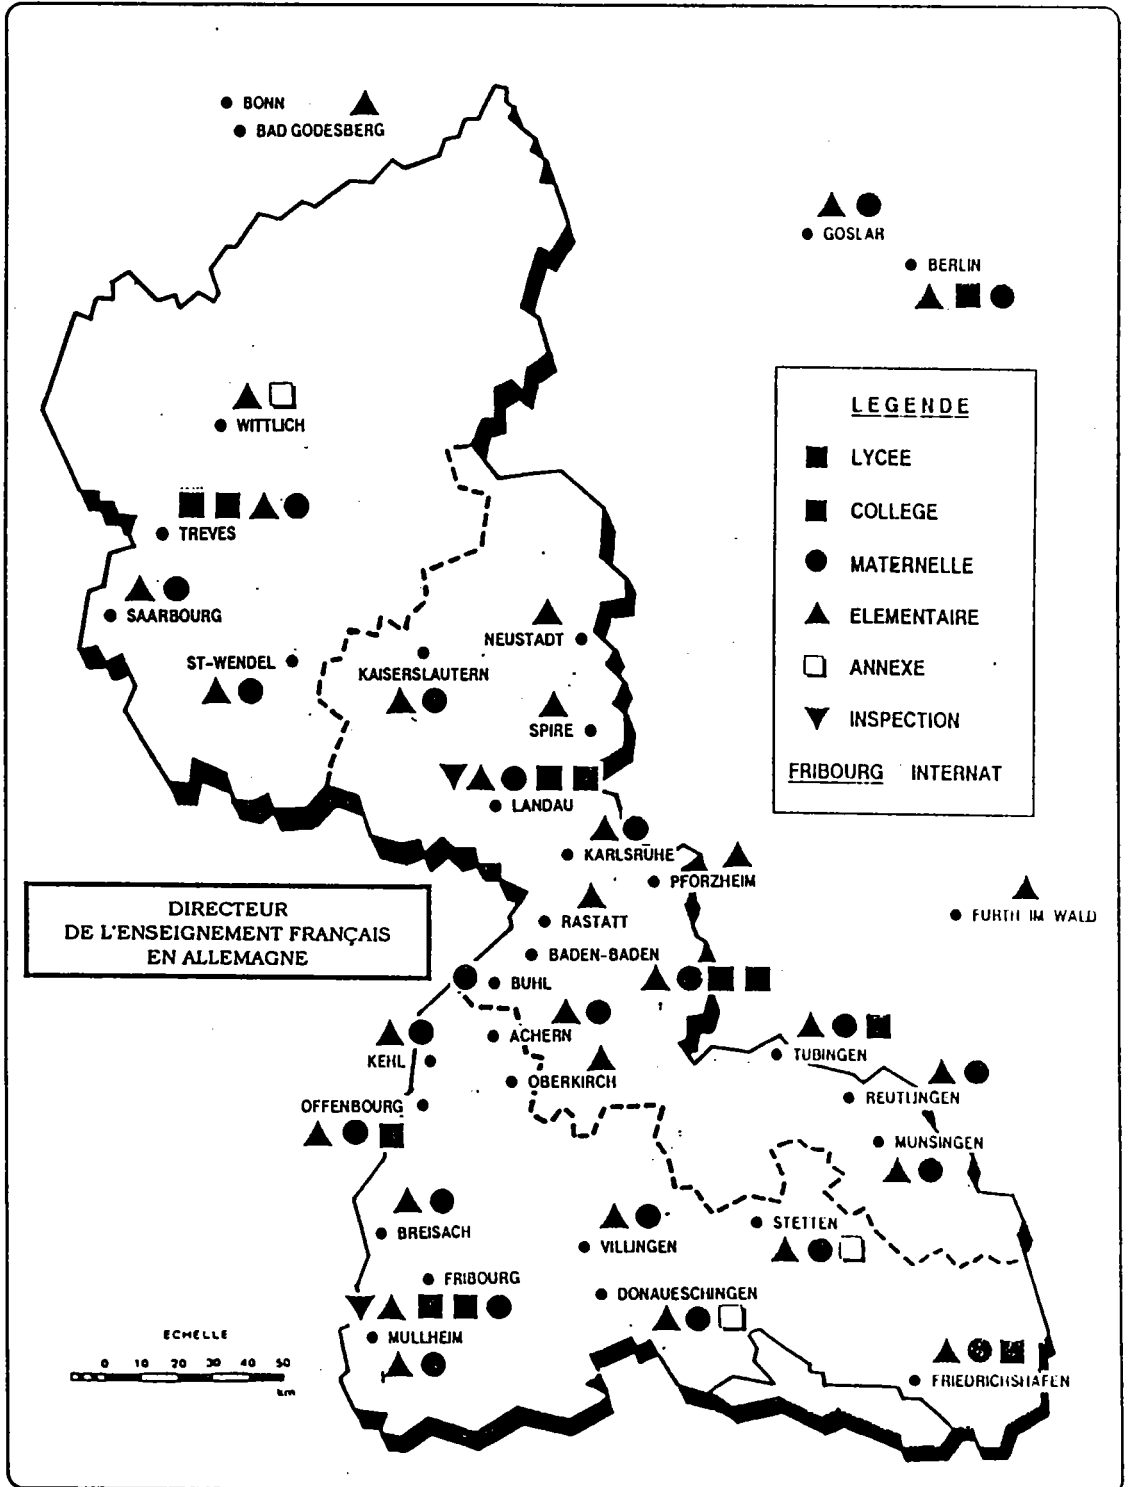 BONN
BAD GODESBERG
GOSLAR
BERLIN
WITTLICH
LEGENDE
LYCEE
COLLEGE
MATERNELLE
ELEMENTAIRE
ANNEXE
INSPECTION
FRIBOURG INTERNAT
TREVES
SAARBOURG
ST-WENDEL
NEUSTADT
KAISERSLAUTERN
SPIRE
LANDAU
KARLSRUHE
PFORZHEIM
DIRECTEUR
DE L'ENSEIGNEMENT FRANÇAIS
EN ALLEMAGNE
RASTATT
FURTH IM WALD
BADEN-BADEN
BUHL
ACHERN
KEHL
TUBINGEN
OBERKIRCH
REUTLINGEN
OFFENBOURG
MUNSINGEN
BREISACH
VILLINGEN
STETTEN
FRIBOURG
DONAUESCHINGEN
MULLHEIM
ECHELLE
0 10 20 30 40 50
km
FRIEDRICHSHAFEN